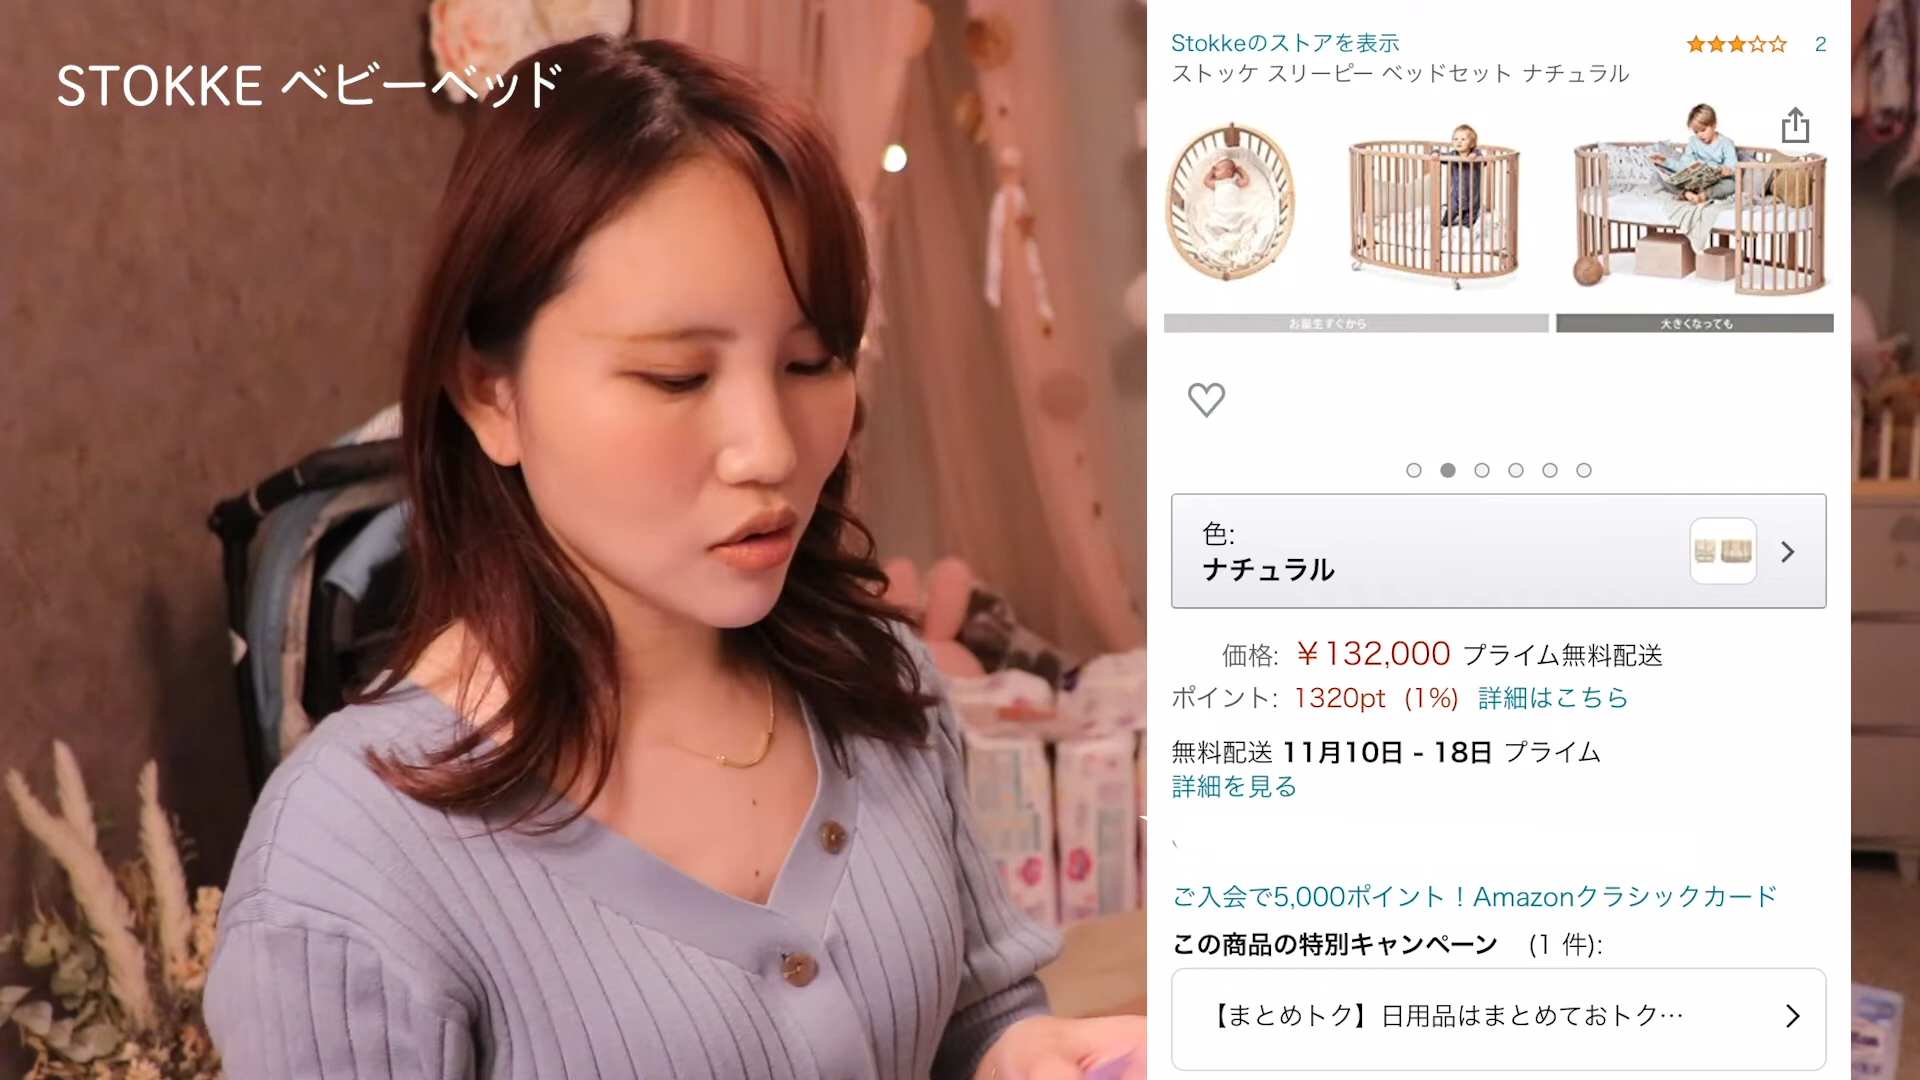 STOKKE ベビーベッド
Stokkeのストアを表示
2
ストッケ スリーピー ベッドセット ナチュラル
お誕生すぐから
大きくなっても
色:
ナチュラル
価格: ￥132,000 プライム無料配送
ポイント: 1320pt (1%) 詳細はこちら
無料配送 11月10日 - 18日 プライム
詳細を見る
ご入会で5,000ポイント！Amazonクラシックカード
この商品の特別キャンペーン (1 件):
【まとめトク】日用品はまとめておトク…